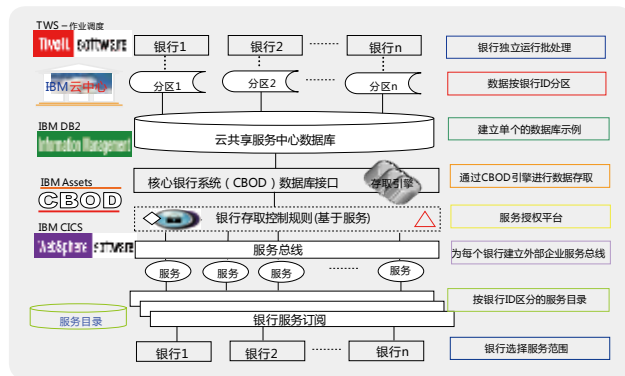 TWS – 作业调度
Tivoli software
银行1
银行2
银行n
银行独立运行批处理
IBM 云中心
分区1
分区2
分区n
数据按银行ID分区
IBM DB2
Information Management
云共享服务中心数据库
建立单个的数据库示例
IBM Assets
CBOD
核心银行系统（CBOD）数据库接口
存取引擎
通过CBOD引擎进行数据存取
银行存取控制规则(基于服务)
服务授权平台
IBM CICS
WebSphere software
服务总线
为每个银行建立外部企业服务总线
服务
服务
服务
服务
按银行ID区分的服务目录
服务目录
银行服务订阅
银行1
银行2
银行n
银行选择服务范围